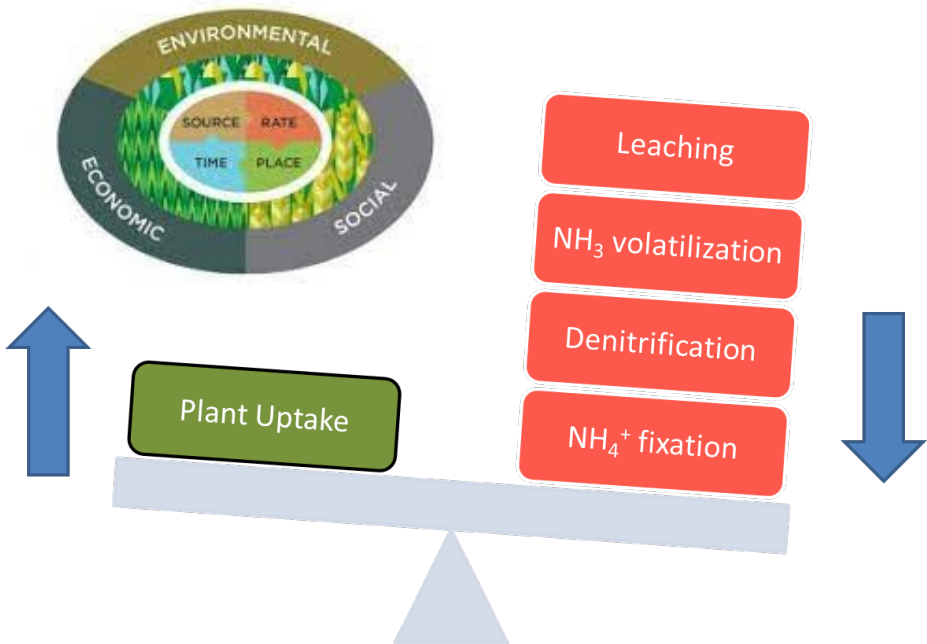 ENVIRONMENTAL
ECONOMIC
SOCIAL
SOURCE
RATE
TIME
PLACE
Leaching
NH₃ volatilization
Denitrification
NH₄⁺ fixation
Plant Uptake